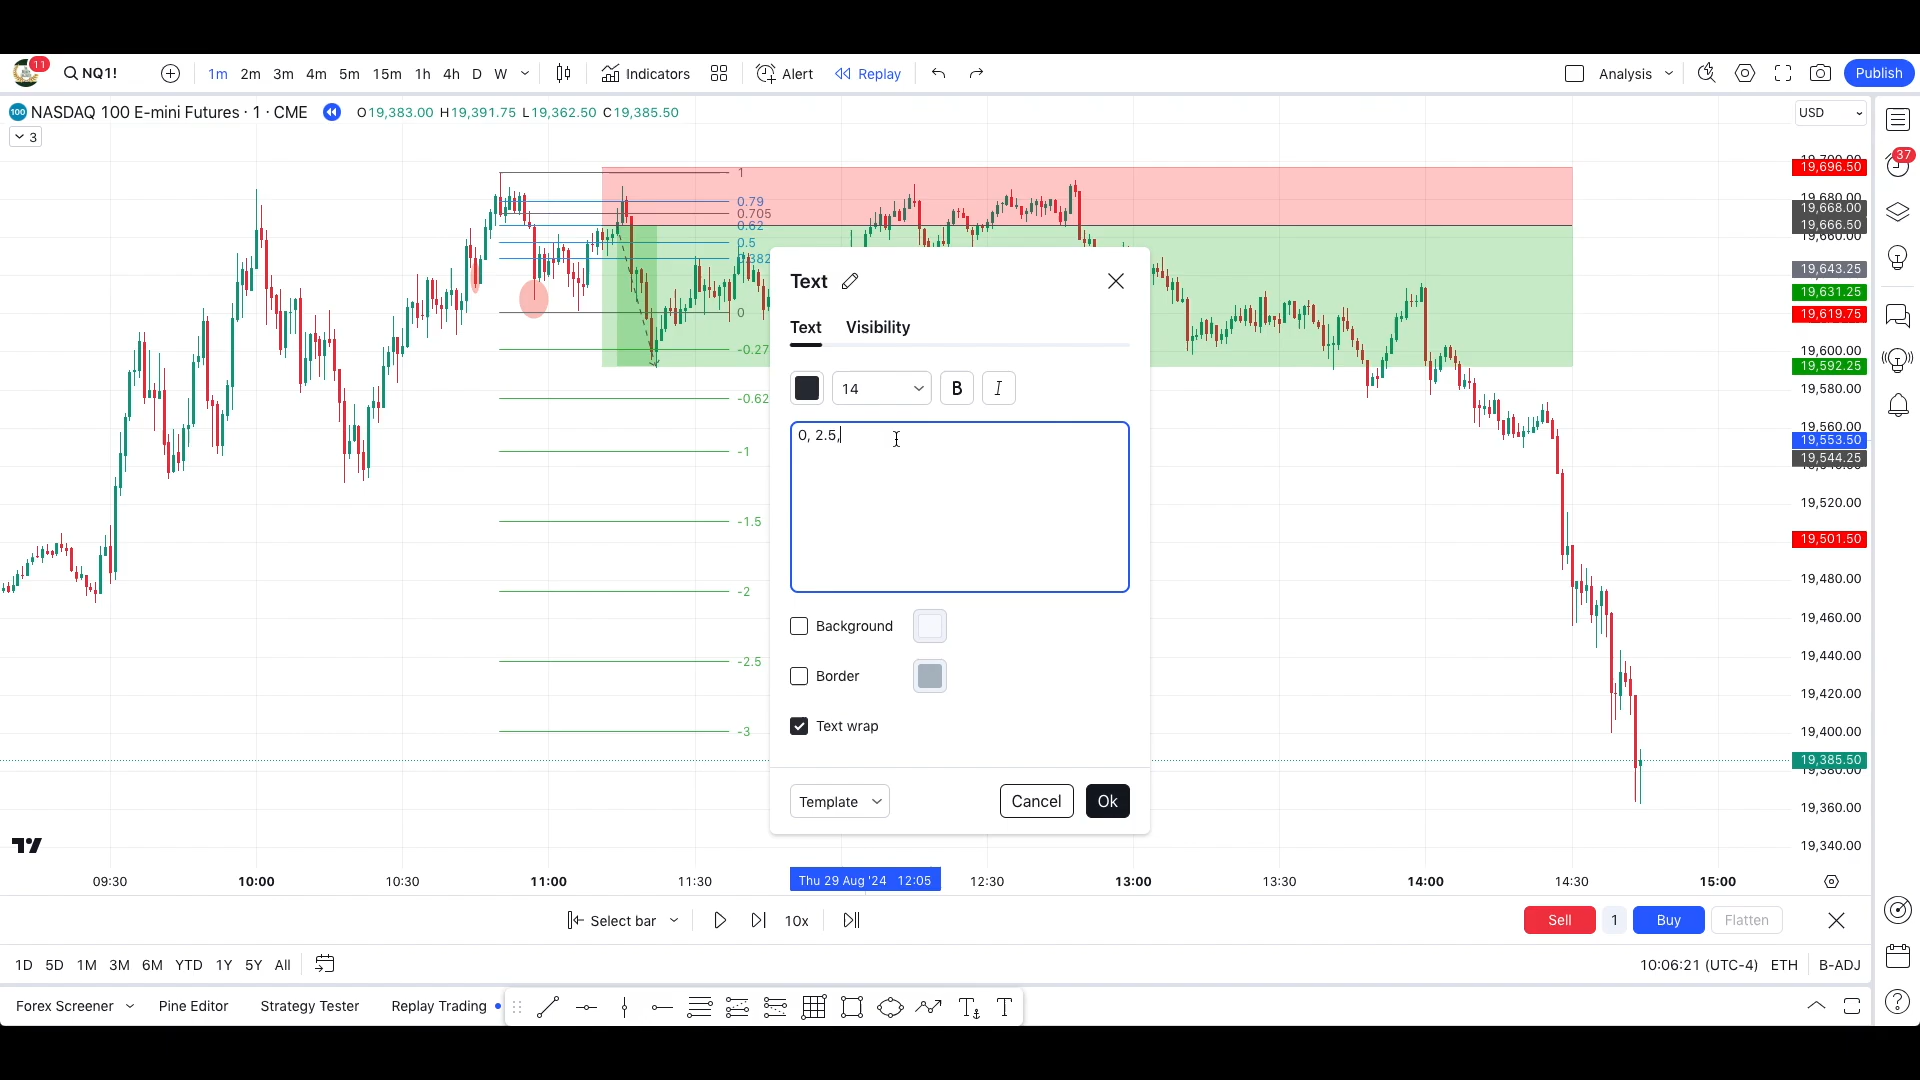 11
NQ1!
1m 2m 3m 4m 5m 15m 1h 4h D W
Indicators
Alert
Replay
Analysis
Publish
100 NASDAQ 100 E-mini Futures · 1 · CME
O19,383.00 H19,391.75 L19,362.50 C19,385.50
USD
3
37
19,696.50
19,680.00
19,668.00
19,666.50
19,660.00
19,643.25
19,631.25
19,619.75
19,600.00
19,592.25
19,580.00
19,560.00
19,553.50
19,544.25
19,520.00
19,501.50
19,480.00
19,460.00
19,440.00
19,420.00
19,400.00
19,385.50
19,380.00
19,360.00
19,340.00
1
0.79
0.705
0.62
0.5
0.382
0
-0.27
-0.62
-1
-1.5
-2
-2.5
-3
Text
Text Visibility
14
B I
0, 2.5,
Background
Border
Text wrap
Template
Cancel
Ok
09:30 10:00 10:30 11:00 11:30 Thu 29 Aug '24 12:05 12:30 13:00 13:30 14:00 14:30 15:00
Select bar
10x
Sell 1 Buy Flatten
1D 5D 1M 3M 6M YTD 1Y 5Y All
10:06:21 (UTC-4) ETH B-ADJ
Forex Screener Pine Editor Strategy Tester Replay Trading